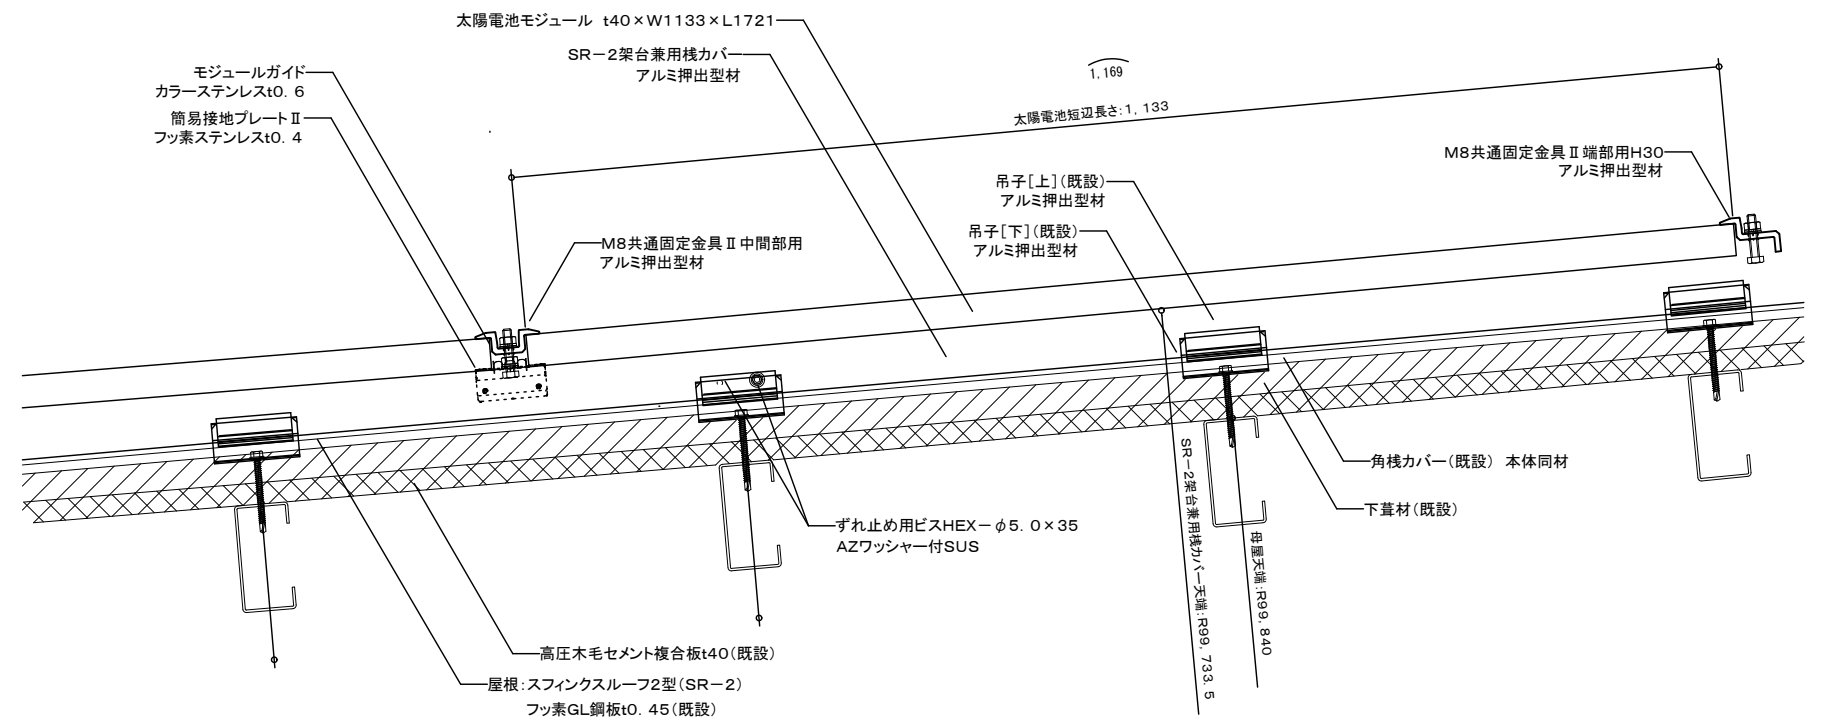 太陽電池モジュール t40×W1133×L1721
SR－2架台兼用桟カバー
アルミ押出型材
モジュールガイド
カラーステンレスt0. 6
簡易接地プレートⅡ
フッ素ステンレスt0. 4
1, 169
太陽電池短辺長さ:1, 133
M8共通固定金具Ⅱ端部用H30
アルミ押出型材
吊子[上](既設)
アルミ押出型材
吊子[下](既設)
アルミ押出型材
M8共通固定金具Ⅱ中間部用
アルミ押出型材
角桟カバー(既設) 本体同材
下葺材(既設)
ずれ止め用ビスHEX－φ5. 0×35
AZワッシャー付SUS
SR－2架台兼用桟カバー天端:R99, 733. 5
母屋天端:R99, 840
高圧木毛セメント複合板t40(既設)
屋根:スフィンクスルーフ2型(SR－2)
フッ素GL鋼板t0. 45(既設)